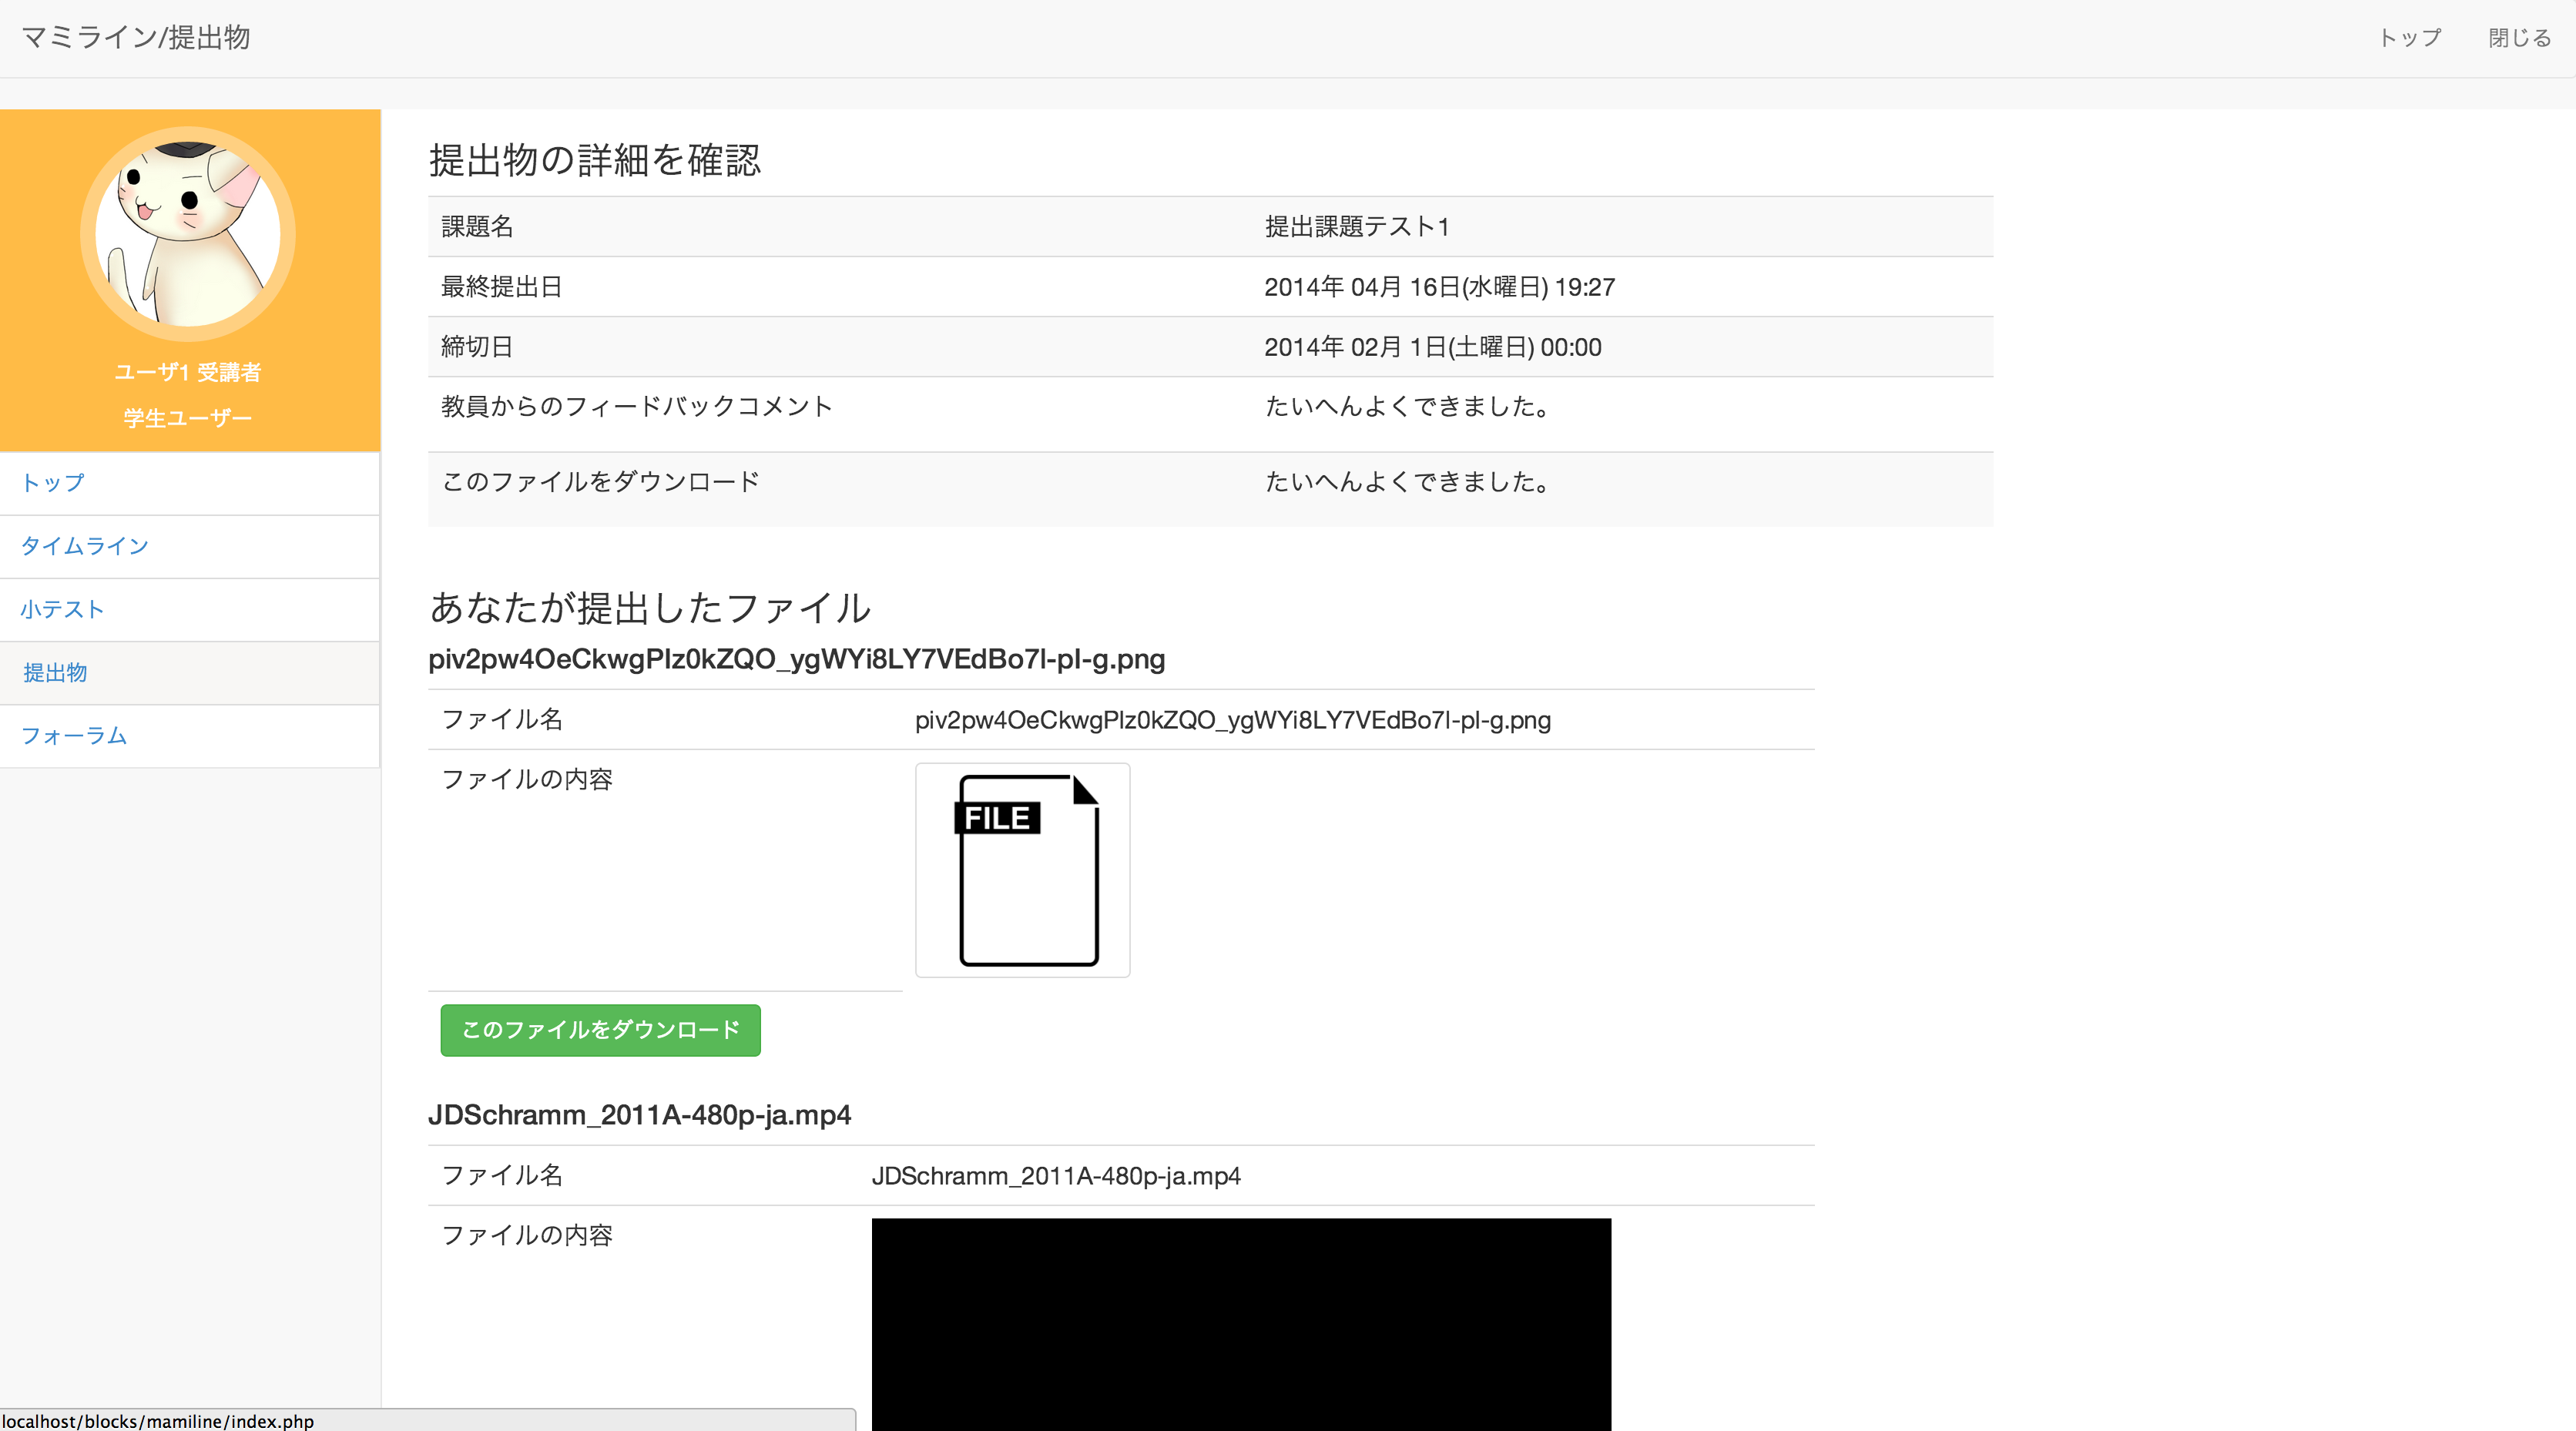 マミライン/提出物
トップ 閉じる
ユーザ1 受講者
学生ユーザー
トップ
タイムライン
小テスト
提出物
フォーラム
提出物の詳細を確認
課題名 提出課題テスト1
最終提出日 2014年 04月 16日(水曜日) 19:27
締切日 2014年 02月 1日(土曜日) 00:00
教員からのフィードバックコメント たいへんよくできました。
このファイルをダウンロード たいへんよくできました。
あなたが提出したファイル
piv2pw4OeCkwgPlz0kZQO_ygWYi8LY7VEdBo7l-pI-g.png
ファイル名 piv2pw4OeCkwgPlz0kZQO_ygWYi8LY7VEdBo7l-pI-g.png
ファイルの内容
FILE
このファイルをダウンロード
JDSchramm_2011A-480p-ja.mp4
ファイル名 JDSchramm_2011A-480p-ja.mp4
ファイルの内容
localhost/blocks/mamiline/index.php